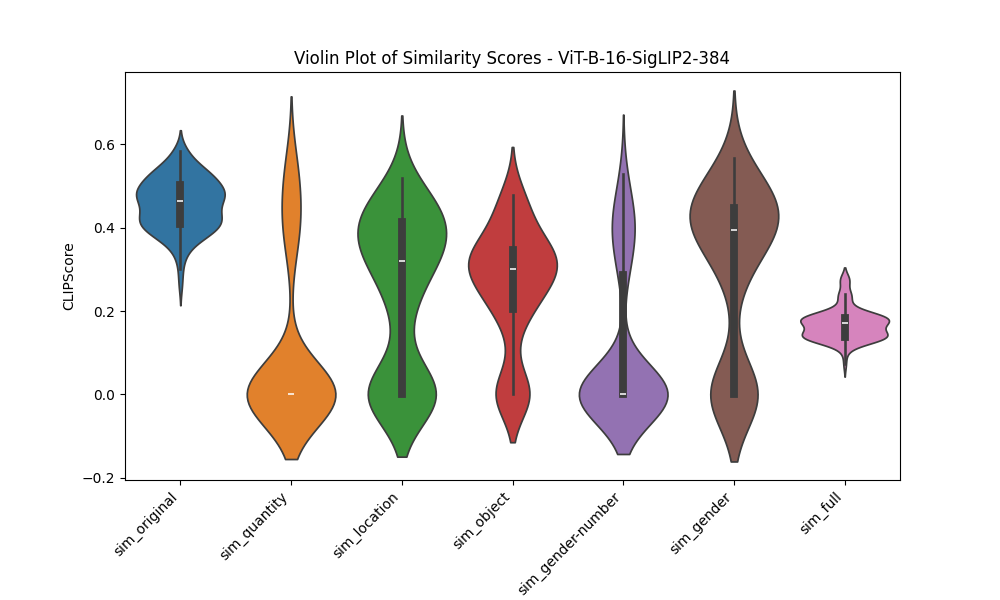 Violin Plot of Similarity Scores - ViT-B-16-SigLIP2-384
CLIPScore
0.6
0.4
0.2
0.0
−0.2
sim_original
sim_quantity
sim_location
sim_object
sim_gender-number
sim_gender
sim_full